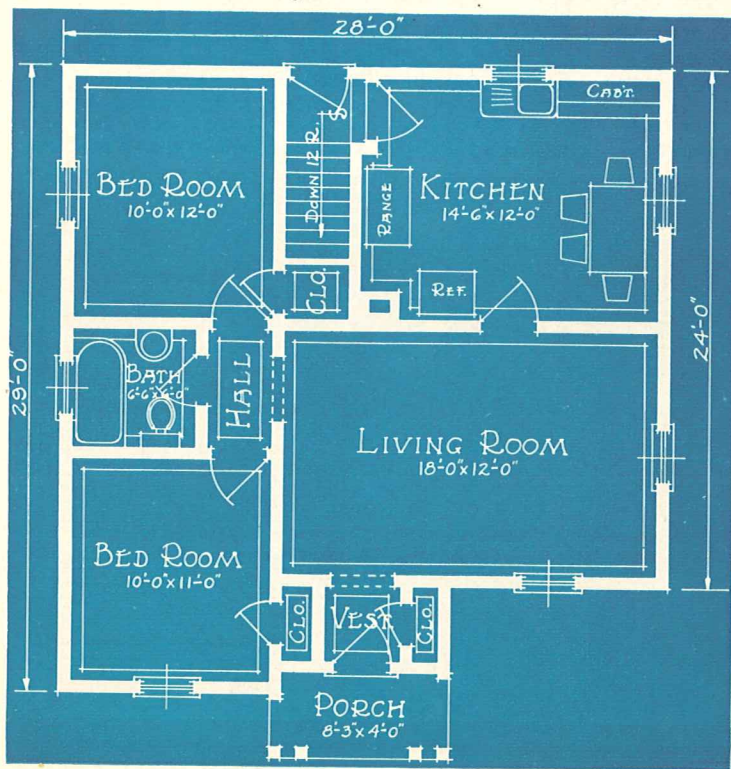 28'-0"
CAB'T.
BED ROOM
10'-0" x 12'-0"
DOWN 12 R.
KITCHEN
14'-6" x 12'-0"
RANGE
REF.
CLO.
29'-0"
24'-0"
BATH
HALL
LIVING ROOM
18'-0" x 12'-0"
BED ROOM
10'-0" x 11'-0"
CLO.
VEST.
CLO.
PORCH
8'-3" x 4'-0"